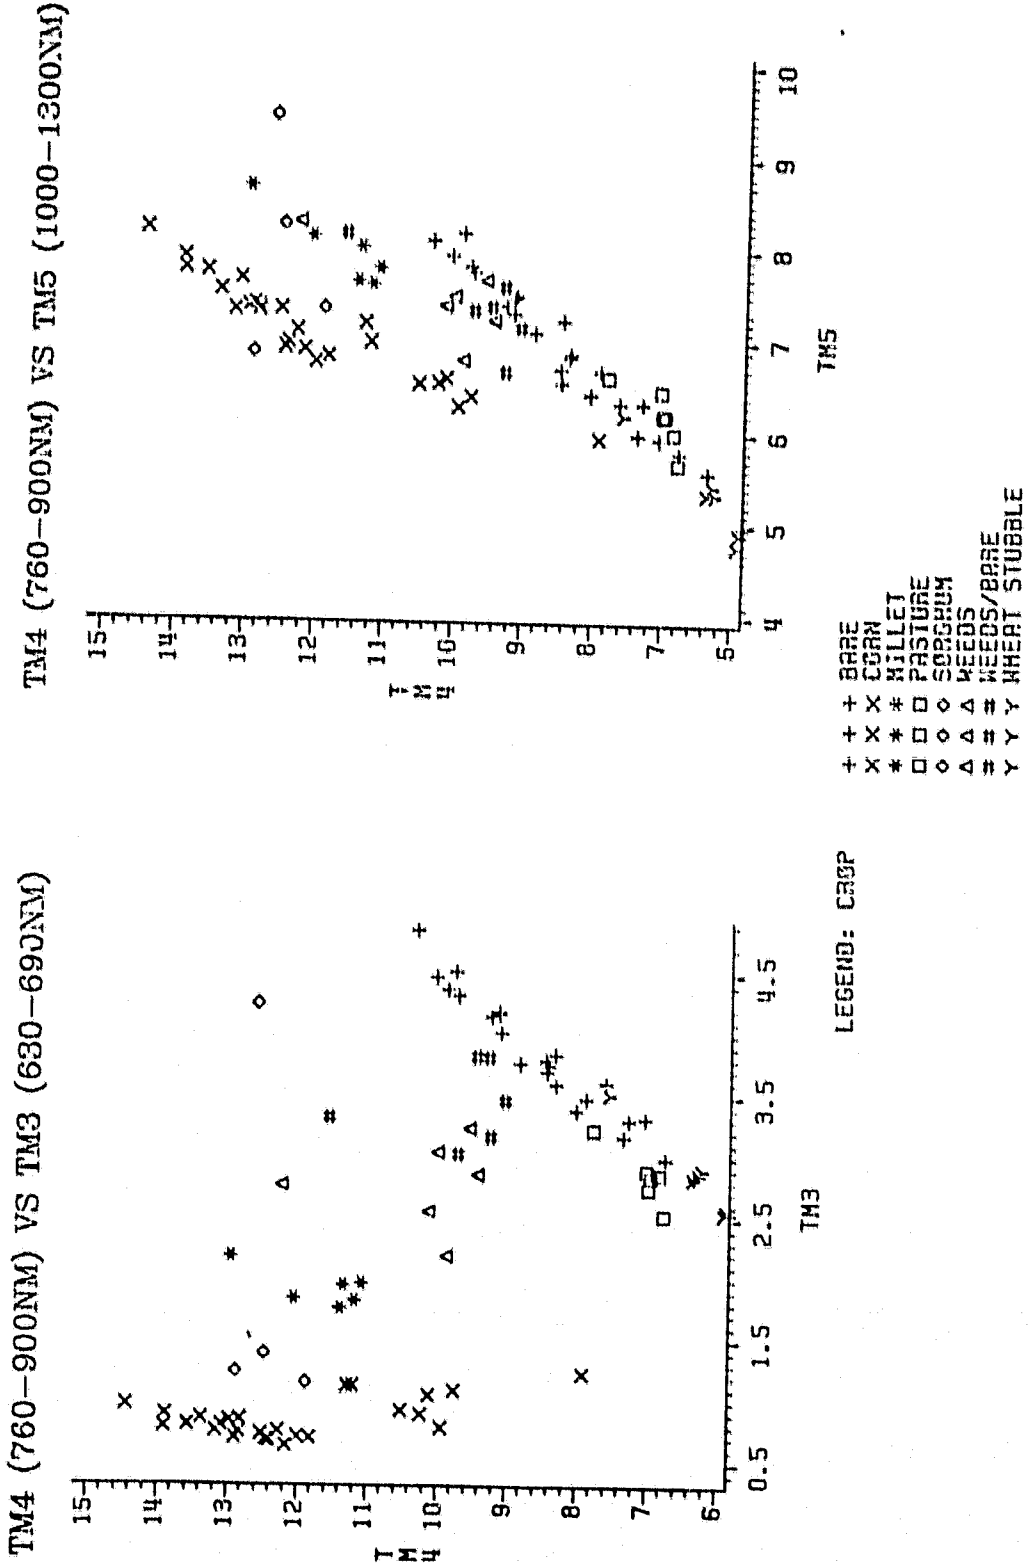 TM4 (760-900NM) VS TM3 (630-690NM)
TM4
15
14
13
12
11
10
9
8
7
6
0.5
1.5
2.5
3.5
4.5
TM3
TM4 (760-900NM) VS TM5 (1000-1300NM)
TM4
15
14
13
12
11
10
9
8
7
6
5
4
5
6
7
8
9
10
TM5
LEGEND: CROP
+ + + BARE
X X X CORN
* * * MILLET
□ □ □ PASTURE
◇ ◇ ◇ SORGHUM
△ △ △ WEEDS
# # # WEEDS/BARE
Y Y Y WHEAT STUBBLE